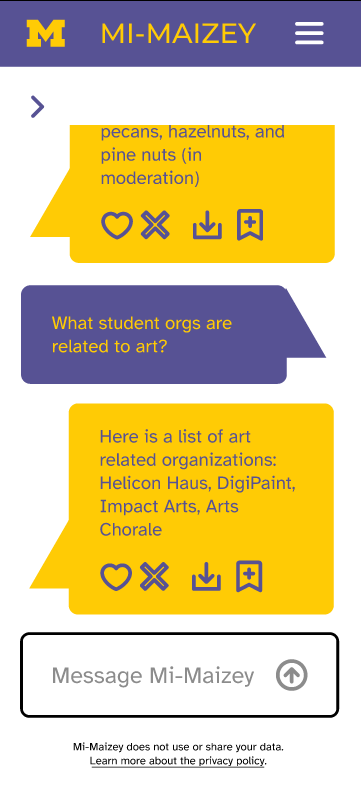 M MI-MAIZEY
pecans, hazelnuts, and
pine nuts (in
moderation)
What student orgs are
related to art?
Here is a list of art
related organizations:
Helicon Haus, DigiPaint,
Impact Arts, Arts
Chorale
Message Mi-Maizey
Mi-Maizey does not use or share your data.
Learn more about the privacy policy.